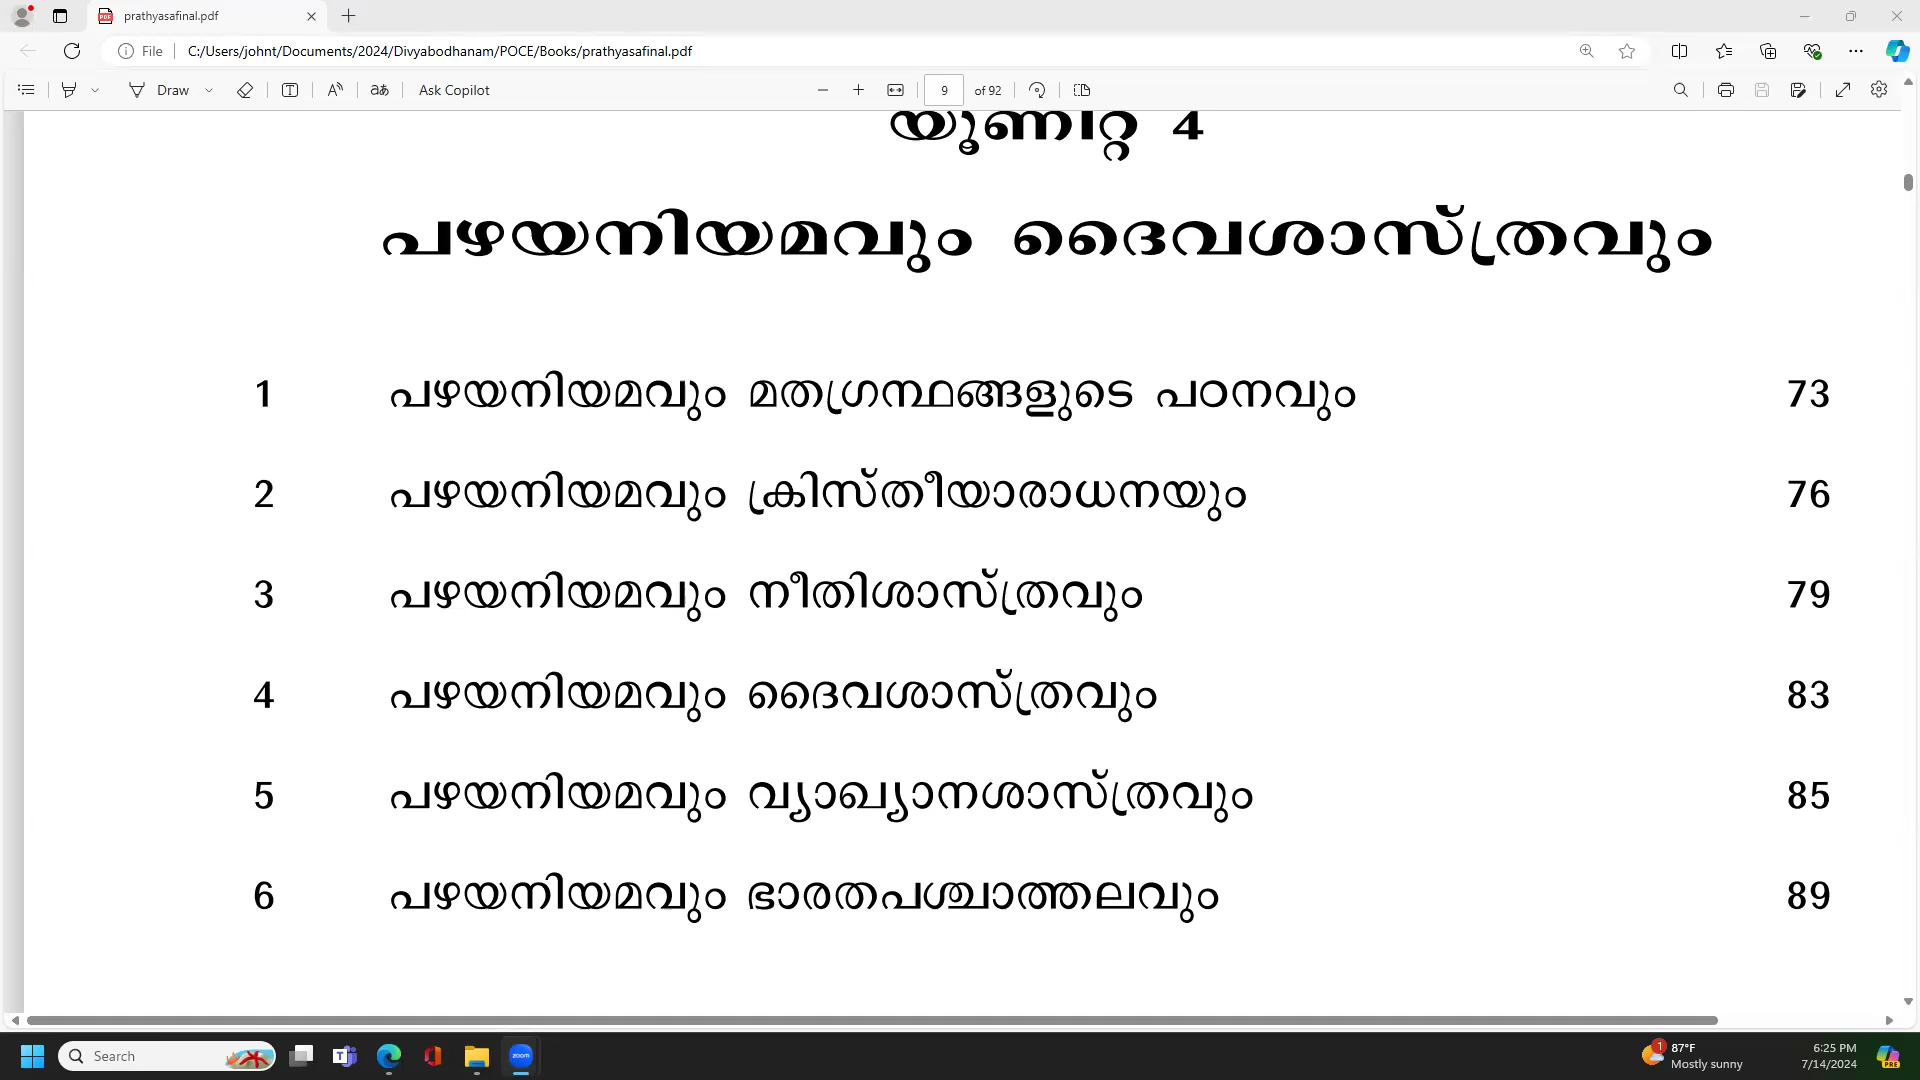 prathyasafinal.pdf
File
C:/Users/johnt/Documents/2024/Divyabodhanam/POCE/Books/prathyasafinal.pdf
Draw
Ask Copilot
9 of 92
യൂണിറ്റ് 4
പഴയനിയമവും ദൈവശാസ്ത്രവും
1 പഴയനിയമവും മതഗ്രന്ഥങ്ങളുടെ പഠനവും 73
2 പഴയനിയമവും ക്രിസ്തീയാരാധനയും 76
3 പഴയനിയമവും നീതിശാസ്ത്രവും 79
4 പഴയനിയമവും ദൈവശാസ്ത്രവും 83
5 പഴയനിയമവും വ്യാഖ്യാനശാസ്ത്രവും 85
6 പഴയനിയമവും ഭാരതപശ്ചാത്തലവും 89
Search
zoom
1
87°F
Mostly sunny
6:25 PM
7/14/2024
PRE